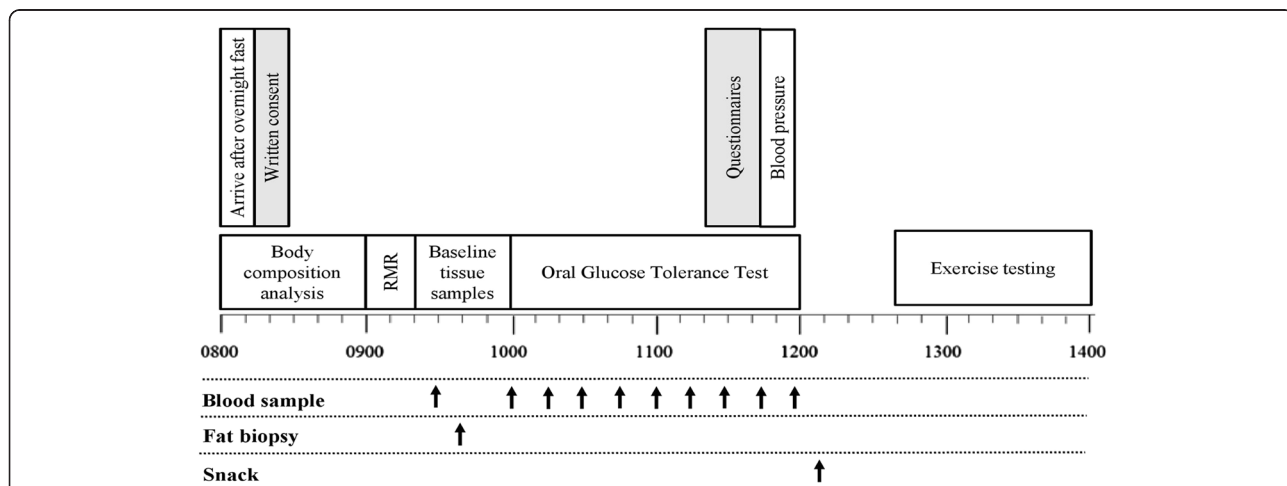 Arrive after overnight fast
Written consent
Questionnaires
Blood pressure
Body
composition
analysis
RMR
Baseline
tissue
samples
Oral Glucose Tolerance Test
Exercise testing
0800
0900
1000
1100
1200
1300
1400
Blood sample
Fat biopsy
Snack